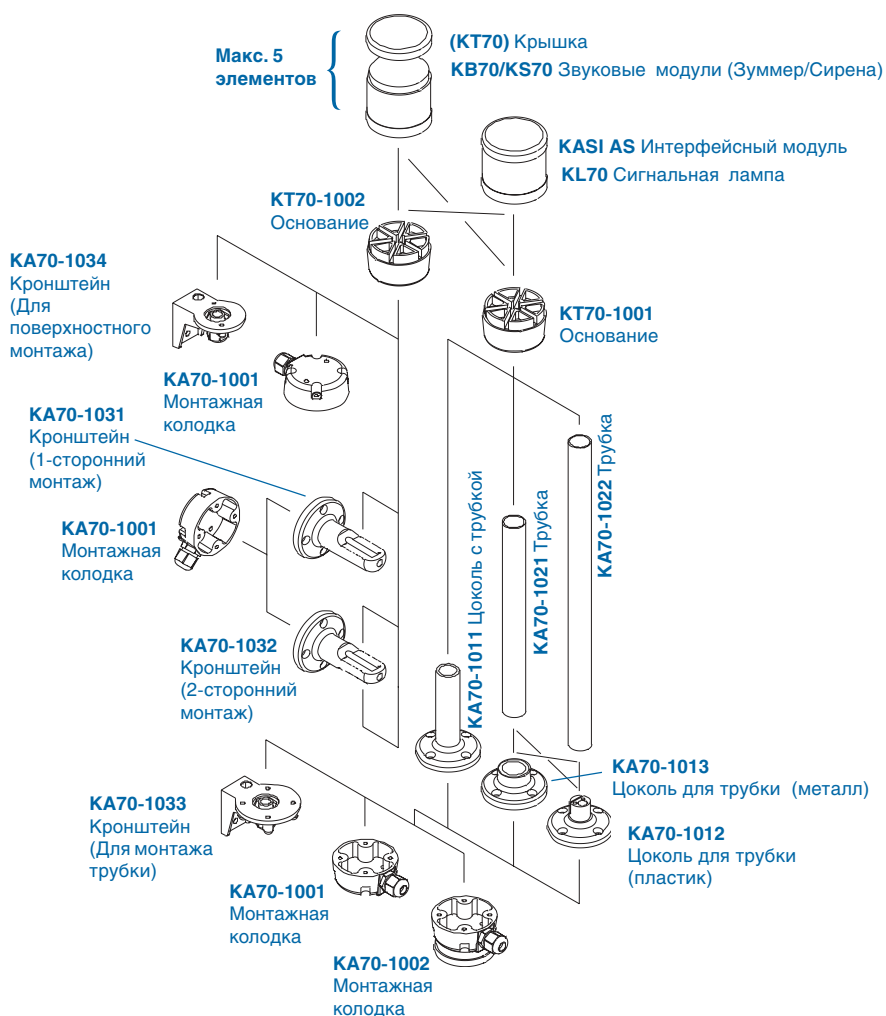 Макс. 5
элементов
(KT70) Крышка
KB70/KS70 Звуковые модули (Зуммер/Сирена)
KASI AS Интерфейсный модуль
KL70 Сигнальная лампа
KT70-1002
Основание
KA70-1034
Кронштейн
(Для
поверхностного
монтажа)
KT70-1001
Основание
KA70-1001
Монтажная
колодка
KA70-1031
Кронштейн
(1-сторонний
монтаж)
KA70-1001
Монтажная
колодка
KA70-1032
Кронштейн
(2-сторонний
монтаж)
KA70-1011 Цоколь с трубкой
KA70-1021 Трубка
KA70-1022 Трубка
KA70-1013
Цоколь для трубки (металл)
KA70-1012
Цоколь для трубки
(пластик)
KA70-1033
Кронштейн
(Для монтажа
трубки)
KA70-1001
Монтажная
колодка
KA70-1002
Монтажная
колодка